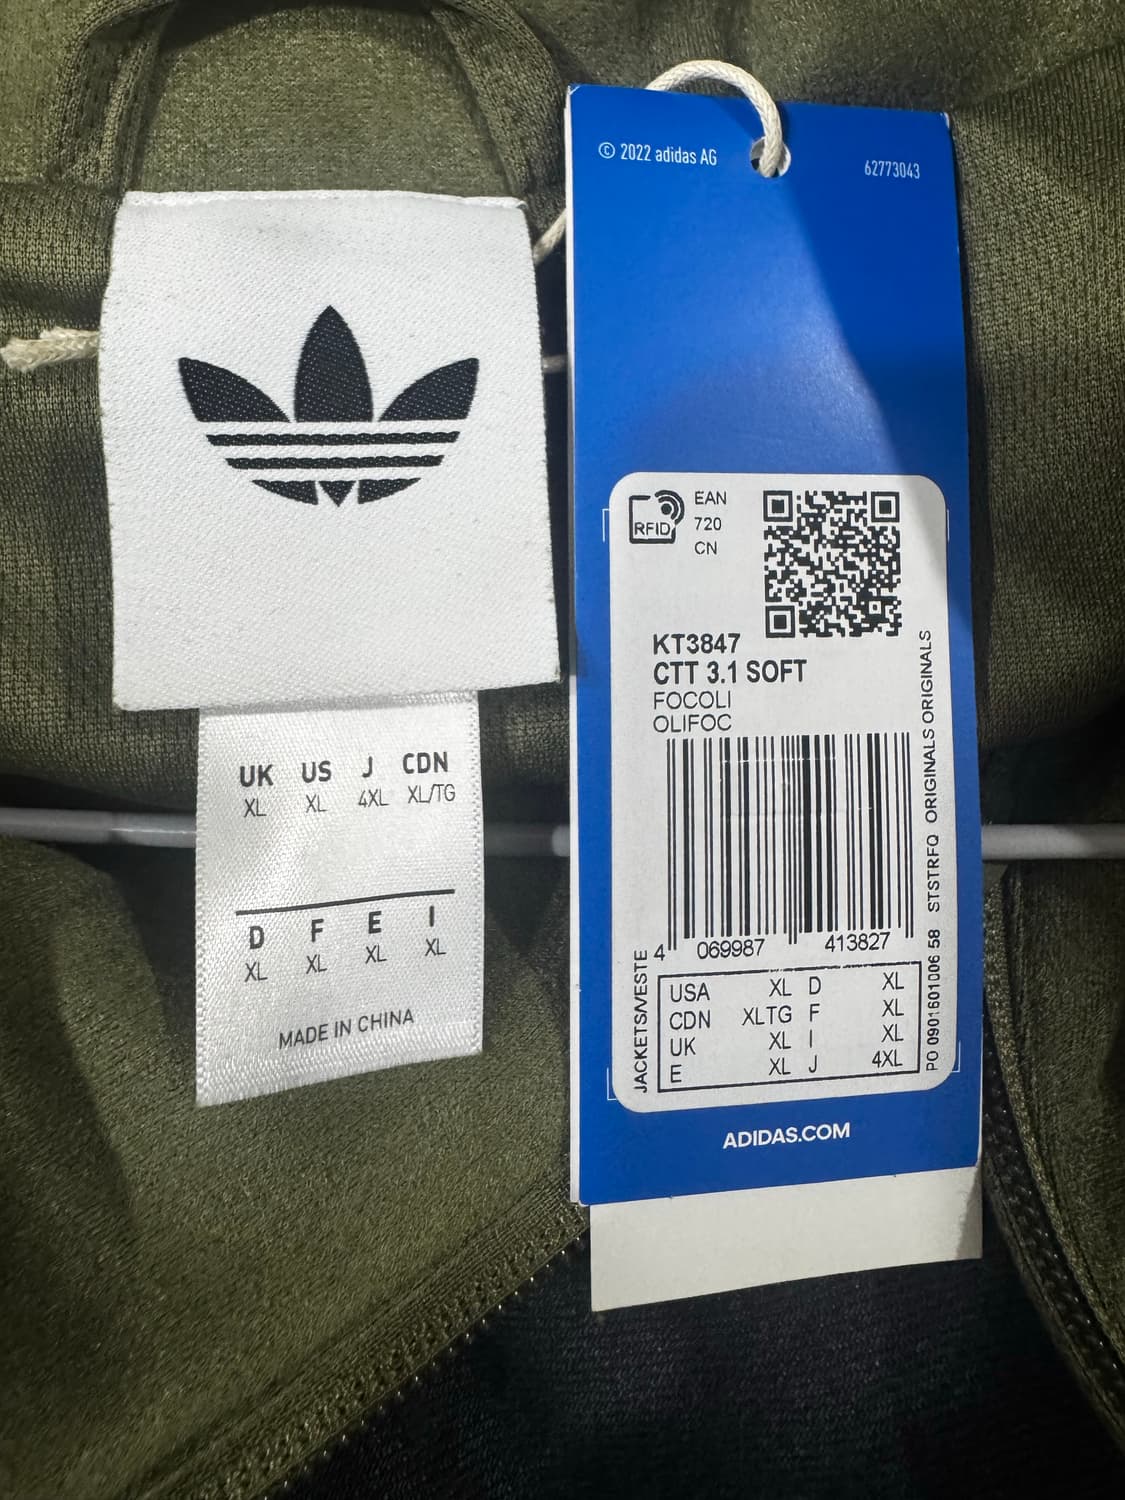 © 2022 adidas AG
62773043
RFID
EAN
720
CN
KT3847
CTT 3.1 SOFT
FOCOLI
OLIFOC
4 069987 413827
USA XL D XL
CDN XLTG F XL
UK XL I XL
E XL J 4XL
JACKETS/VESTE
PO 0901601006 58 STSTRFQ ORIGINALS ORIGINALS
ADIDAS.COM
UK US J CDN
XL XL 4XL XL/TG
D F E I
XL XL XL XL
MADE IN CHINA